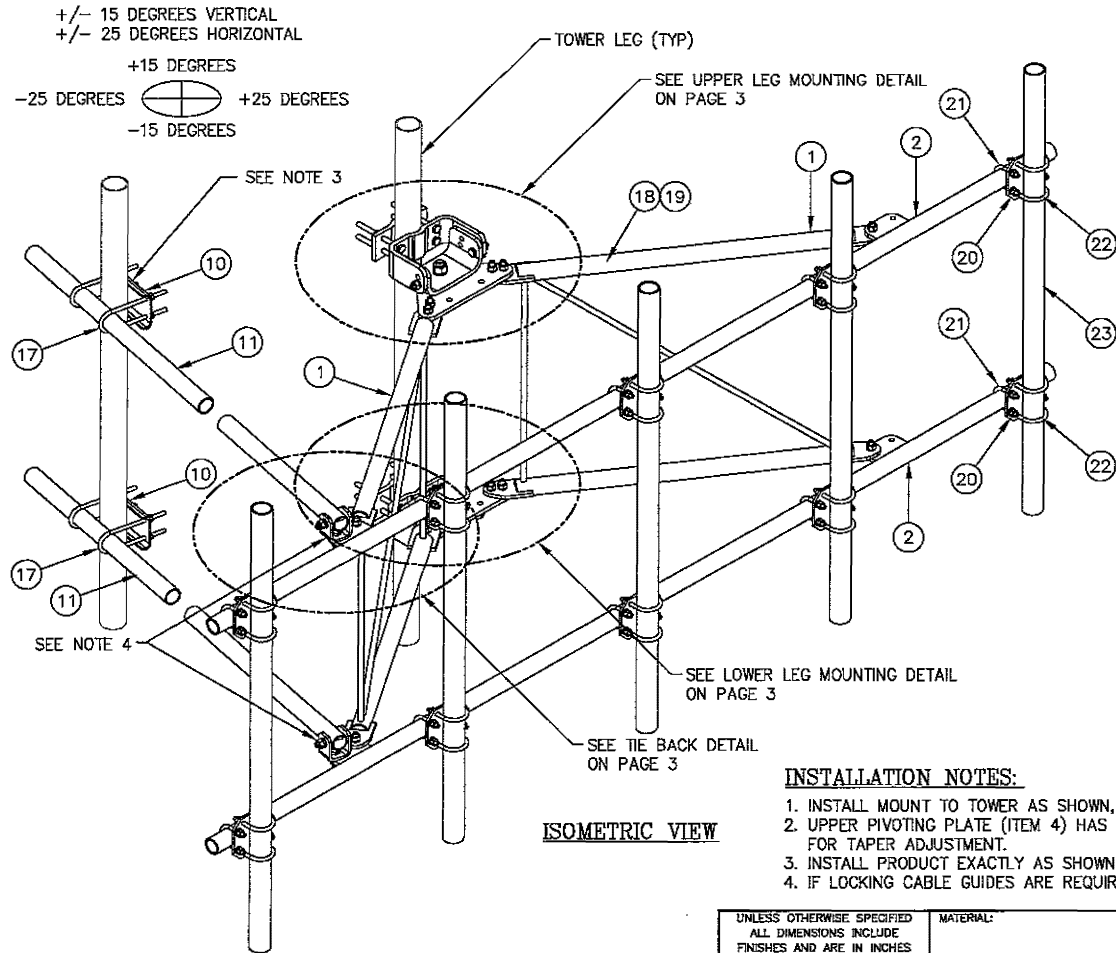 +/- 15 DEGREES VERTICAL
+/- 25 DEGREES HORIZONTAL
+15 DEGREES
-25 DEGREES
+25 DEGREES
-15 DEGREES
TOWER LEG (TYP)
SEE UPPER LEG MOUNTING DETAIL
ON PAGE 3
SEE NOTE 3
10
17
11
1
18 19
1
2
21
20
22
23
21
20
22
2
10
17
11
SEE NOTE 4
SEE LOWER LEG MOUNTING DETAIL
ON PAGE 3
SEE TIE BACK DETAIL
ON PAGE 3
ISOMETRIC VIEW
INSTALLATION NOTES:
1. INSTALL MOUNT TO TOWER AS SHOWN,
2. UPPER PIVOTING PLATE (ITEM 4) HAS
FOR TAPER ADJUSTMENT.
3. INSTALL PRODUCT EXACTLY AS SHOWN
4. IF LOCKING CABLE GUIDES ARE REQUIR
UNLESS OTHERWISE SPECIFIED
ALL DIMENSIONS INCLUDE
FINISHES AND ARE IN INCHES
MATERIAL: